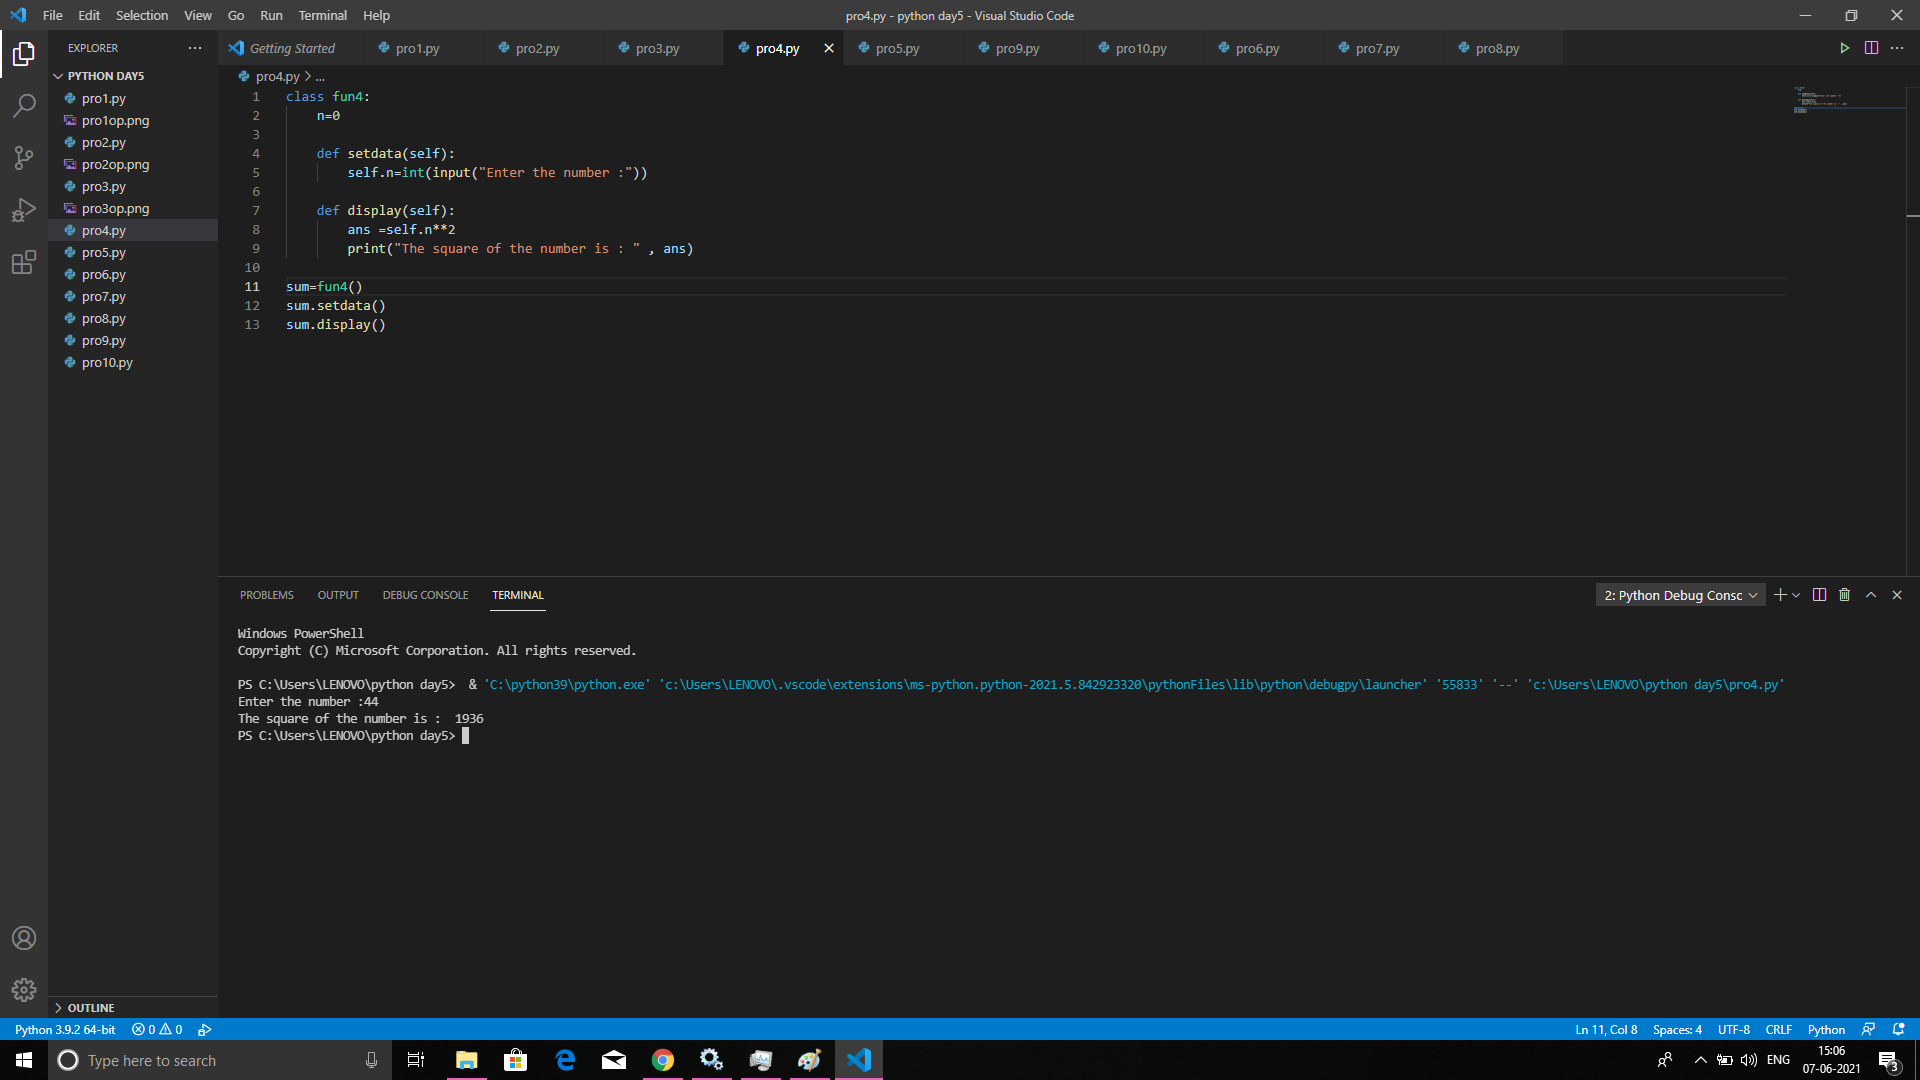 File Edit Selection View Go Run Terminal Help
pro4.py - python day5 - Visual Studio Code
EXPLORER
Getting Started pro1.py pro2.py pro3.py pro4.py pro5.py pro9.py pro10.py pro6.py pro7.py pro8.py
PYTHON DAY5
pro1.py
pro1op.png
pro2.py
pro2op.png
pro3.py
pro3op.png
pro4.py
pro5.py
pro6.py
pro7.py
pro8.py
pro9.py
pro10.py
OUTLINE
pro4.py > ...
1 class fun4:
2     n=0
3
4     def setdata(self):
5         self.n=int(input("Enter the number :"))
6
7     def display(self):
8         ans =self.n**2
9         print("The square of the number is : " , ans)
10
11 sum=fun4()
12 sum.setdata()
13 sum.display()
PROBLEMS OUTPUT DEBUG CONSOLE TERMINAL
2: Python Debug Consc
Windows PowerShell
Copyright (C) Microsoft Corporation. All rights reserved.
PS C:\Users\LENOVO\python day5>  & 'C:\python39\python.exe' 'c:\Users\LENOVO\.vscode\extensions\ms-python.python-2021.5.842923320\pythonFiles\lib\python\debugpy\launcher' '55833' '--' 'c:\Users\LENOVO\python day5\pro4.py'
Enter the number :44
The square of the number is :  1936
PS C:\Users\LENOVO\python day5>
Python 3.9.2 64-bit 0 0
Ln 11, Col 8 Spaces: 4 UTF-8 CRLF Python
Type here to search
ENG
15:06
07-06-2021
3